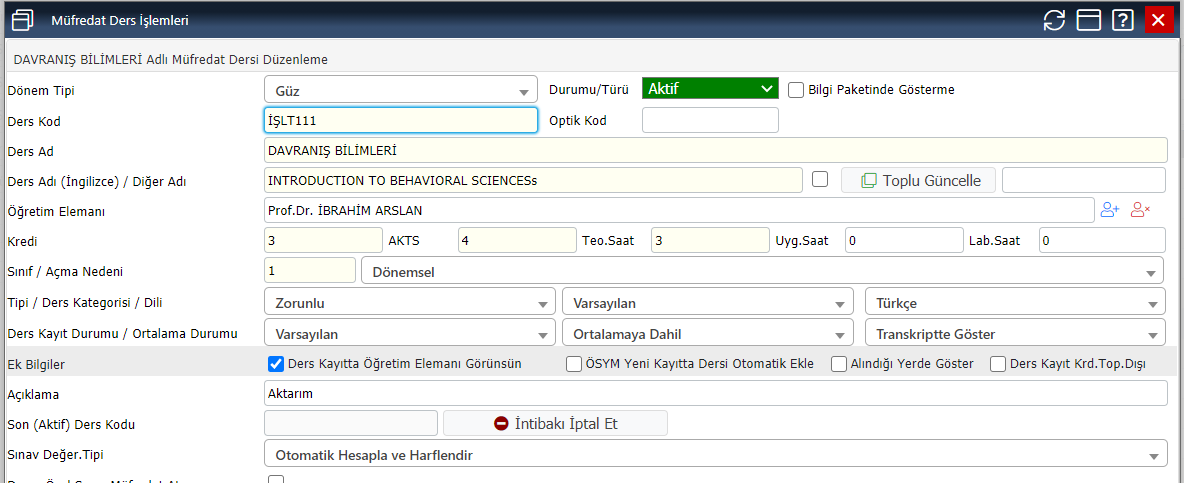 Müfredat Ders İşlemleri
DAVRANIŞ BİLİMLERİ Adlı Müfredat Dersi Düzenleme
Dönem Tipi Güz Durumu/Türü Aktif Bilgi Paketinde Gösterme
Ders Kod İŞLT111 Optik Kod
Ders Ad DAVRANIŞ BİLİMLERİ
Ders Adı (İngilizce) / Diğer Adı INTRODUCTION TO BEHAVIORAL SCIENCESs Toplu Güncelle
Öğretim Elemanı Prof.Dr. İBRAHİM ARSLAN
Kredi 3 AKTS 4 Teo.Saat 3 Uyg.Saat 0 Lab.Saat 0
Sınıf / Açma Nedeni 1 Dönemsel
Tipi / Ders Kategorisi / Dili Zorunlu Varsayılan Türkçe
Ders Kayıt Durumu / Ortalama Durumu Varsayılan Ortalamaya Dahil Transkriptte Göster
Ek Bilgiler Ders Kayıtta Öğretim Elemanı Görünsün ÖSYM Yeni Kayıtta Dersi Otomatik Ekle Alındığı Yerde Göster Ders Kayıt Krd.Top.Dışı
Açıklama Aktarım
Son (Aktif) Ders Kodu İntibakı İptal Et
Sınav Değer.Tipi Otomatik Hesapla ve Harflendir